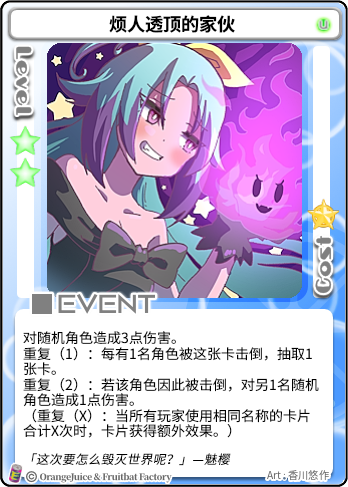 烦人透顶的家伙
U
Level
Cost
EVENT
对随机角色造成3点伤害。
重复（1）：每有1名角色被这张卡击倒，抽取1
张卡。
重复（2）：若该角色因此被击倒，对另1名随机
角色造成1点伤害。
（重复（X）：当所有玩家使用相同名称的卡片
合计X次时，卡片获得额外效果。）
「这次要怎么毁灭世界呢？」—魅樱
© OrangeJuice & Fruitbat Factory
Art:香川悠作